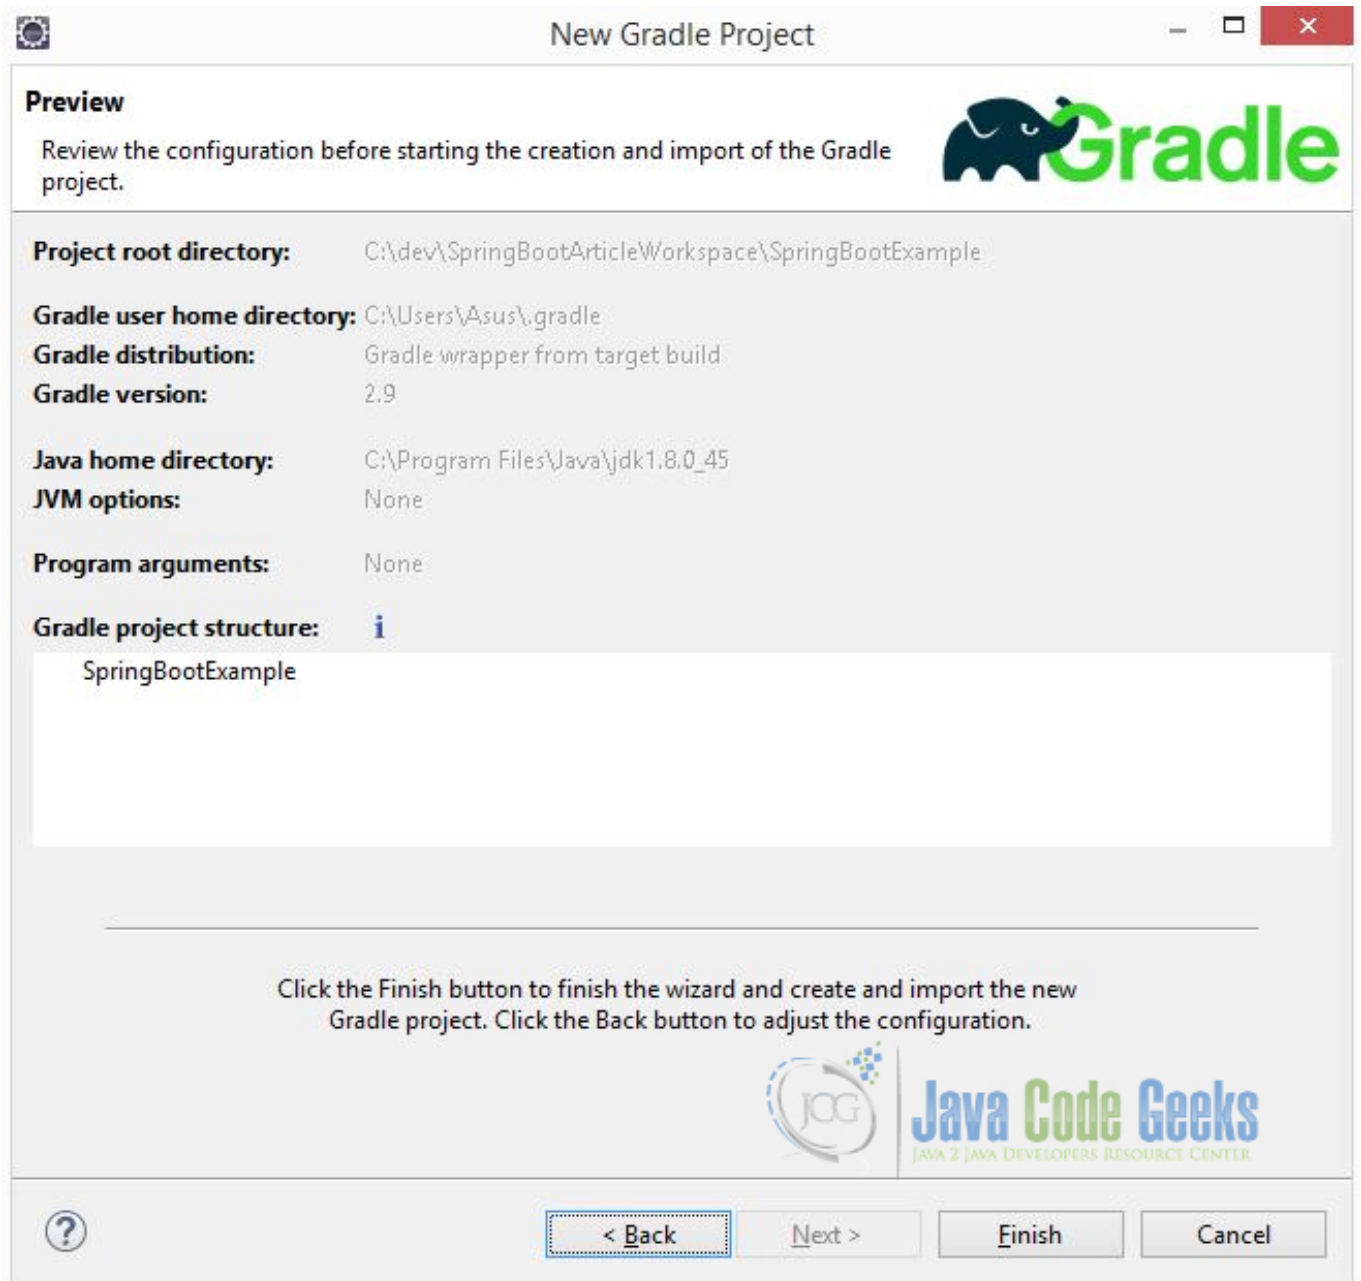 New Gradle Project
Preview
Review the configuration before starting the creation and import of the Gradle
project.
Gradle
Project root directory: C:\dev\SpringBootArticleWorkspace\SpringBootExample
Gradle user home directory: C:\Users\Asus\.gradle
Gradle distribution: Gradle wrapper from target build
Gradle version: 2.9
Java home directory: C:\Program Files\Java\jdk1.8.0_45
JVM options: None
Program arguments: None
Gradle project structure: i
SpringBootExample
Click the Finish button to finish the wizard and create and import the new
Gradle project. Click the Back button to adjust the configuration.
JCG
Java Code Geeks
JAVA 2 JAVA DEVELOPERS RESOURCE CENTER
? < Back Next > Finish Cancel